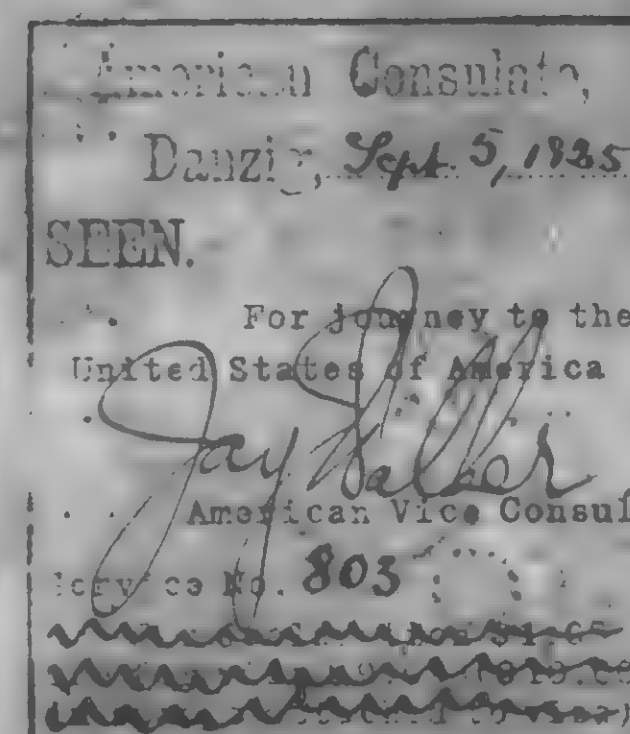 American Consulate,
Danzig, Sept. 5, 1925
SEEN.
For journey to the
United States of America
Jay Walker
American Vice Consul
Service No. 803